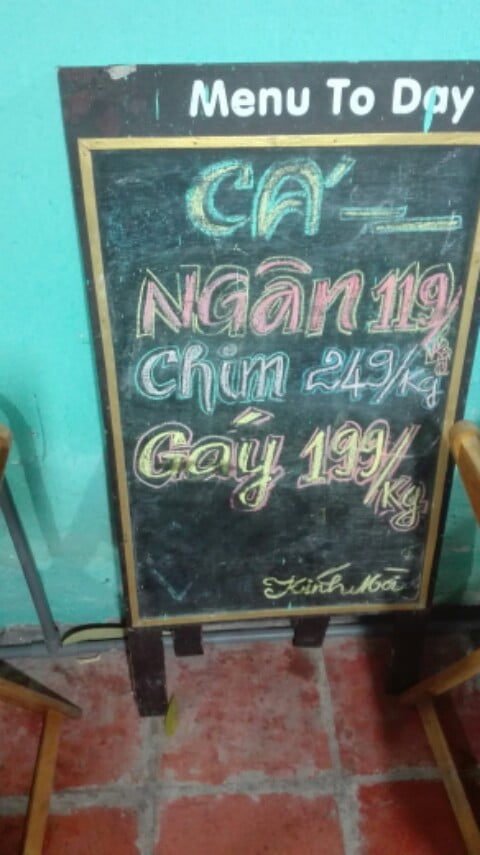 Menu To Day
CÁ
NGÂN 119/Kg
Chim 249/Kg
Gáy 199/Kg
Kính Mời